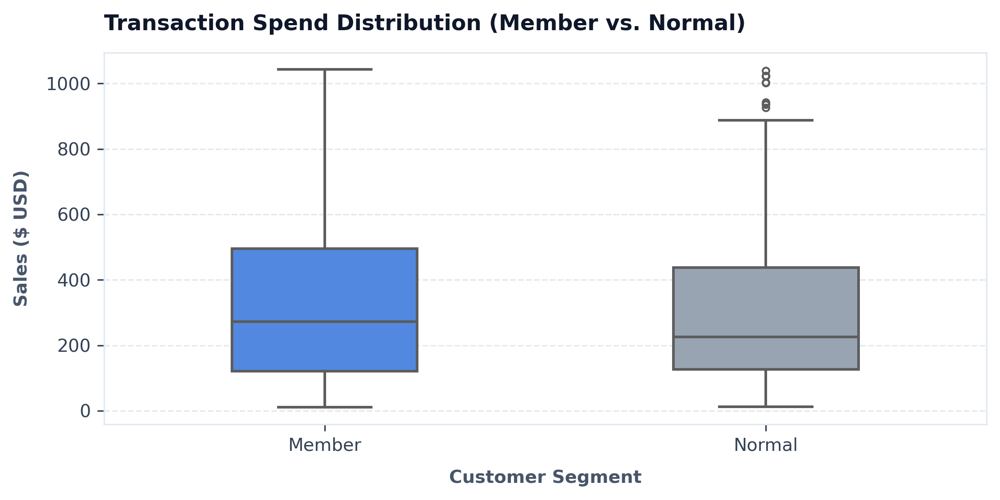 Transaction Spend Distribution (Member vs. Normal)
Sales ($ USD)
1000
800
600
400
200
0
Member
Normal
Customer Segment